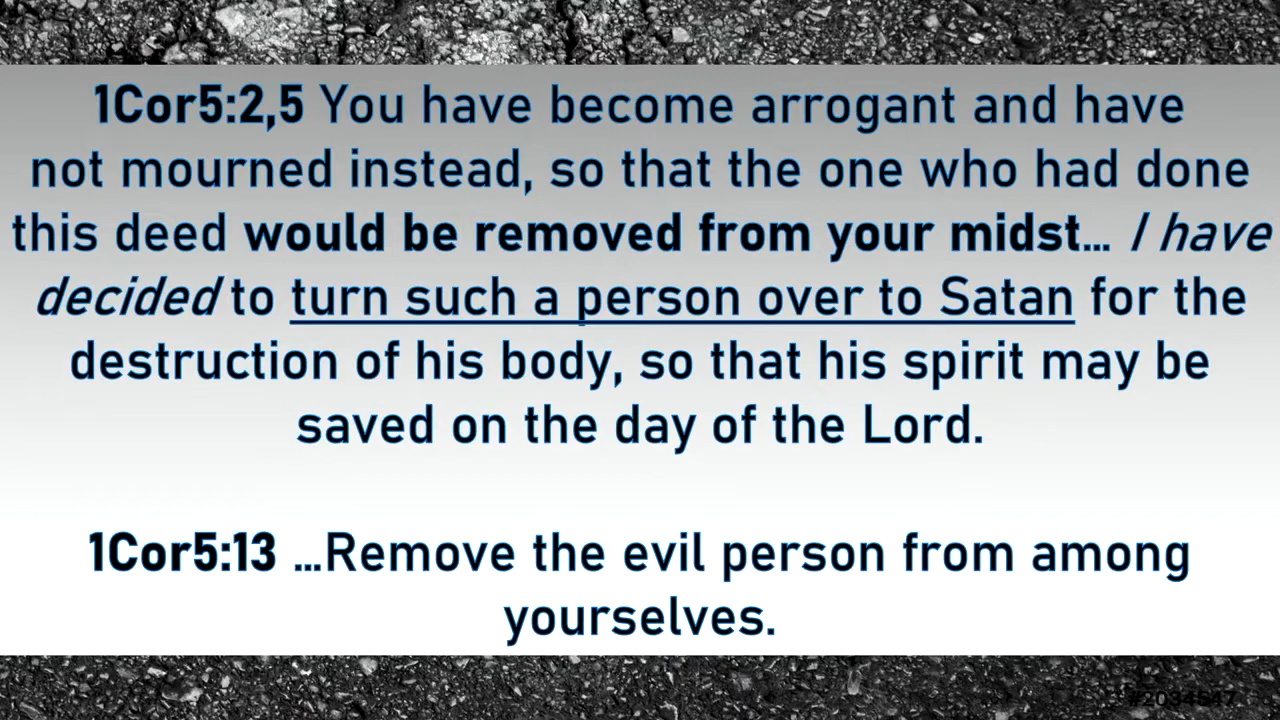 1Cor5:2,5 You have become arrogant and have
not mourned instead, so that the one who had done
this deed would be removed from your midst… I have
decided to turn such a person over to Satan for the
destruction of his body, so that his spirit may be
saved on the day of the Lord.
1Cor5:13 …Remove the evil person from among
yourselves.